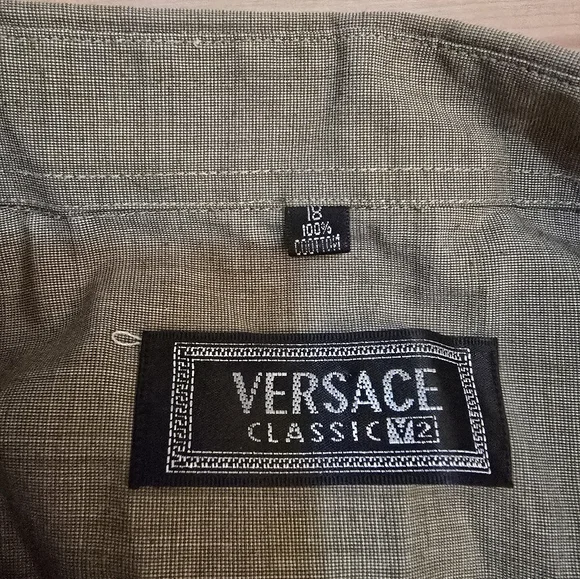 18
100%
COOTTON
VERSACE
CLASSIC V2